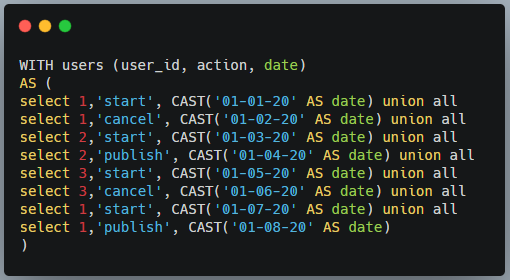 WITH users (user_id, action, date)
AS (
select 1,'start', CAST('01-01-20' AS date) union all
select 1,'cancel', CAST('01-02-20' AS date) union all
select 2,'start', CAST('01-03-20' AS date) union all
select 2,'publish', CAST('01-04-20' AS date) union all
select 3,'start', CAST('01-05-20' AS date) union all
select 3,'cancel', CAST('01-06-20' AS date) union all
select 1,'start', CAST('01-07-20' AS date) union all
select 1,'publish', CAST('01-08-20' AS date)
)